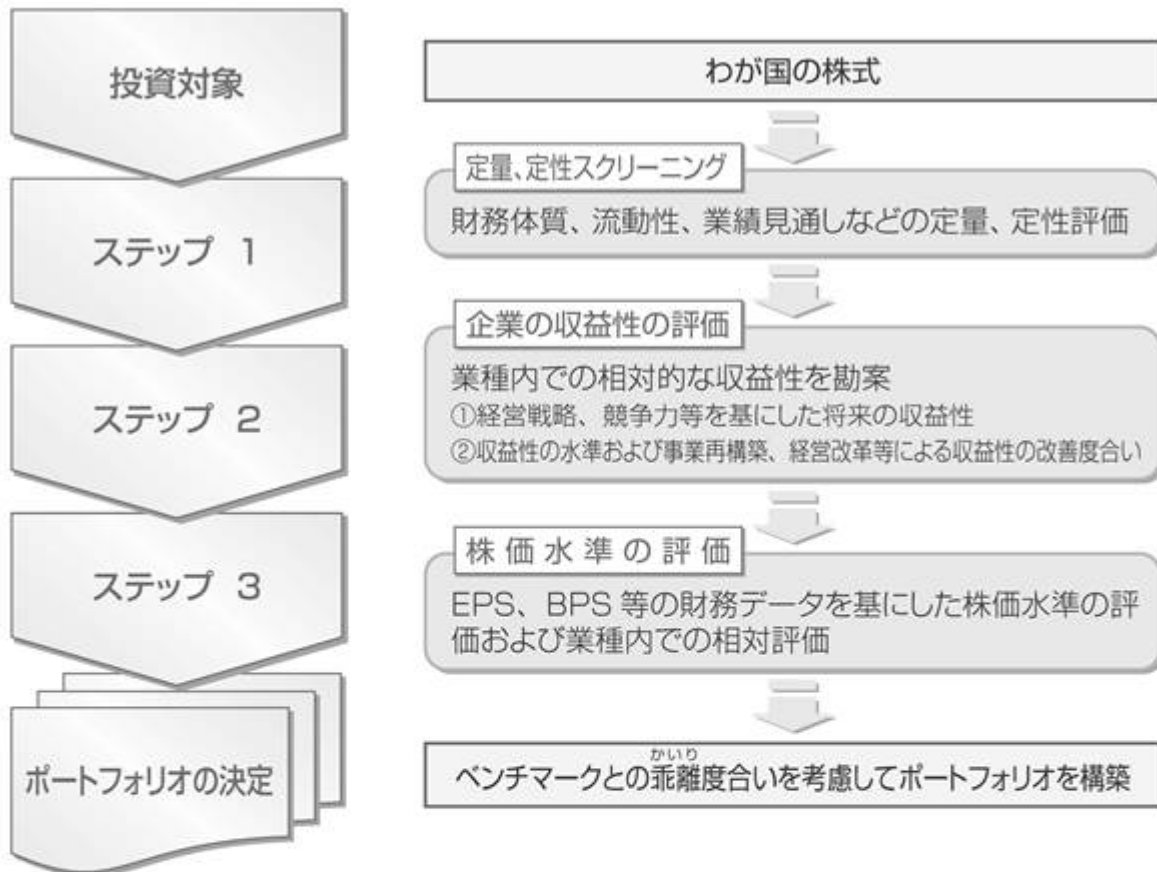 投資対象
わが国の株式
ステップ 1
定量、定性スクリーニング
財務体質、流動性、業績見通しなどの定量、定性評価
ステップ 2
企業の収益性の評価
業種内での相対的な収益性を勘案
①経営戦略、競争力等を基にした将来の収益性
②収益性の水準および事業再構築、経営改革等による収益性の改善度合い
ステップ 3
株価水準の評価
EPS、BPS 等の財務データを基にした株価水準の評
価および業種内での相対評価
ポートフォリオの決定
かいり
ベンチマークとの乖離度合いを考慮してポートフォリオを構築